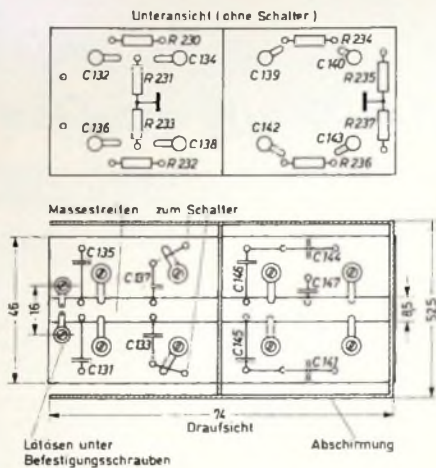 Unteransicht (ohne Schalter)
R 230
R 234
C 132
C 134
C 139
C 140
R 231
R 235
R 233
R 237
C 136
C 138
C 142
C 143
R 232
R 236
Massestreifen zum Schalter
C 135
C 137
C 146
C 144
C 147
46
16
8,5
52,5
C 131
C 133
C 145
C 141
74
Draufsicht
Lötösen unter
Befestigungsschrauben
Abschirmung